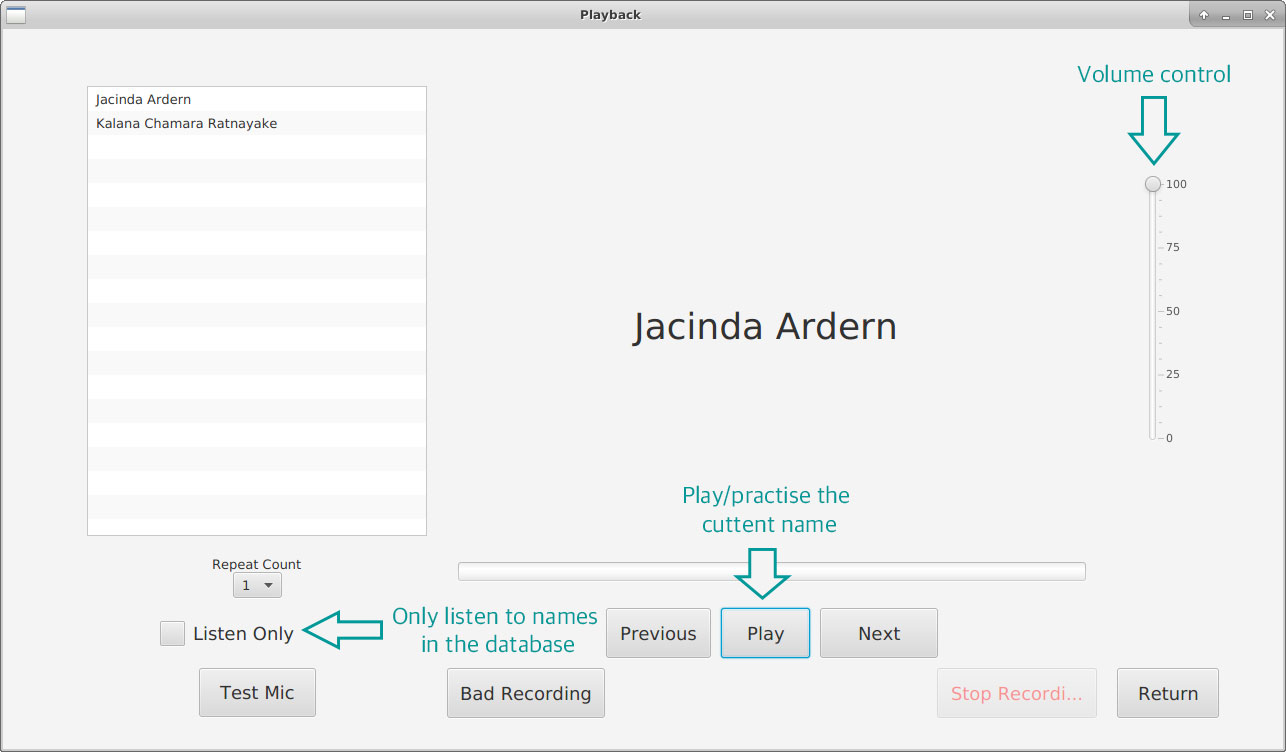 Playback
Volume control
Jacinda Ardern
Kalana Chamara Ratnayake
100
75
50
25
0
Jacinda Ardern
Play/practise the
cuttent name
Repeat Count
1
Listen Only
Only listen to names
in the database
Previous
Play
Next
Test Mic
Bad Recording
Stop Recordi...
Return